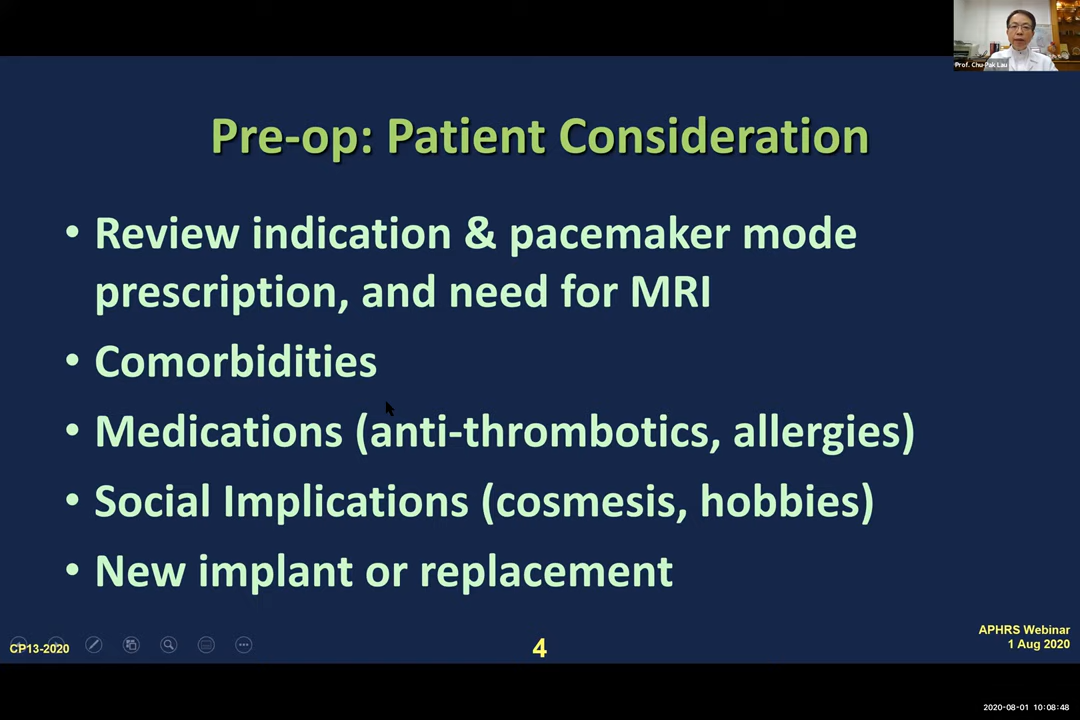 Prof. Chu-Pak Lau
Pre-op: Patient Consideration
• Review indication & pacemaker mode
prescription, and need for MRI
• Comorbidities
• Medications (anti-thrombotics, allergies)
• Social Implications (cosmesis, hobbies)
• New implant or replacement
CP13-2020
4
APHRS Webinar
1 Aug 2020
2020-08-01 10:08:48